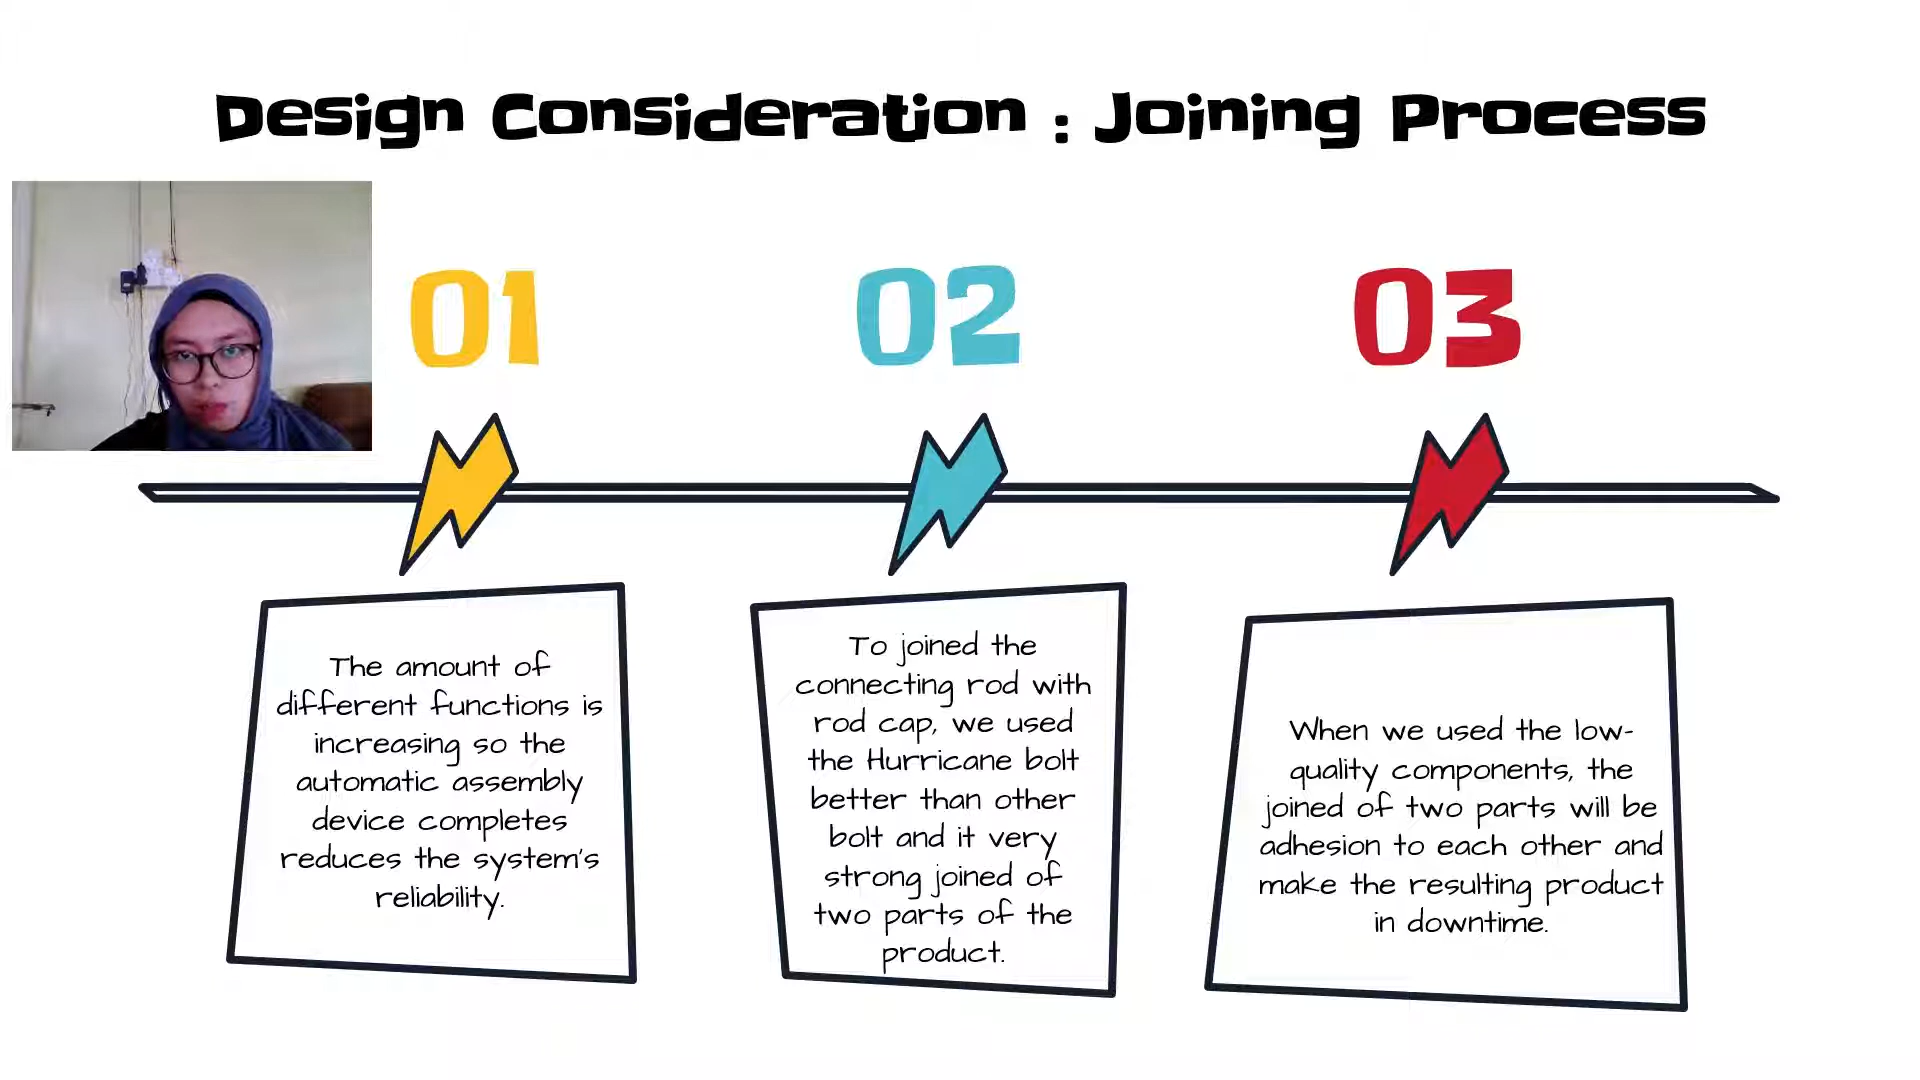 Design Consideration : Joining Process
01
02
03
The amount of
different functions is
increasing so the
automatic assembly
device completes
reduces the system's
reliability.
To joined the
connecting rod with
rod cap, we used
the Hurricane bolt
better than other
bolt and it very
strong joined of
two parts of the
product.
When we used the low-
quality components, the
joined of two parts will be
adhesion to each other and
make the resulting product
in downtime.